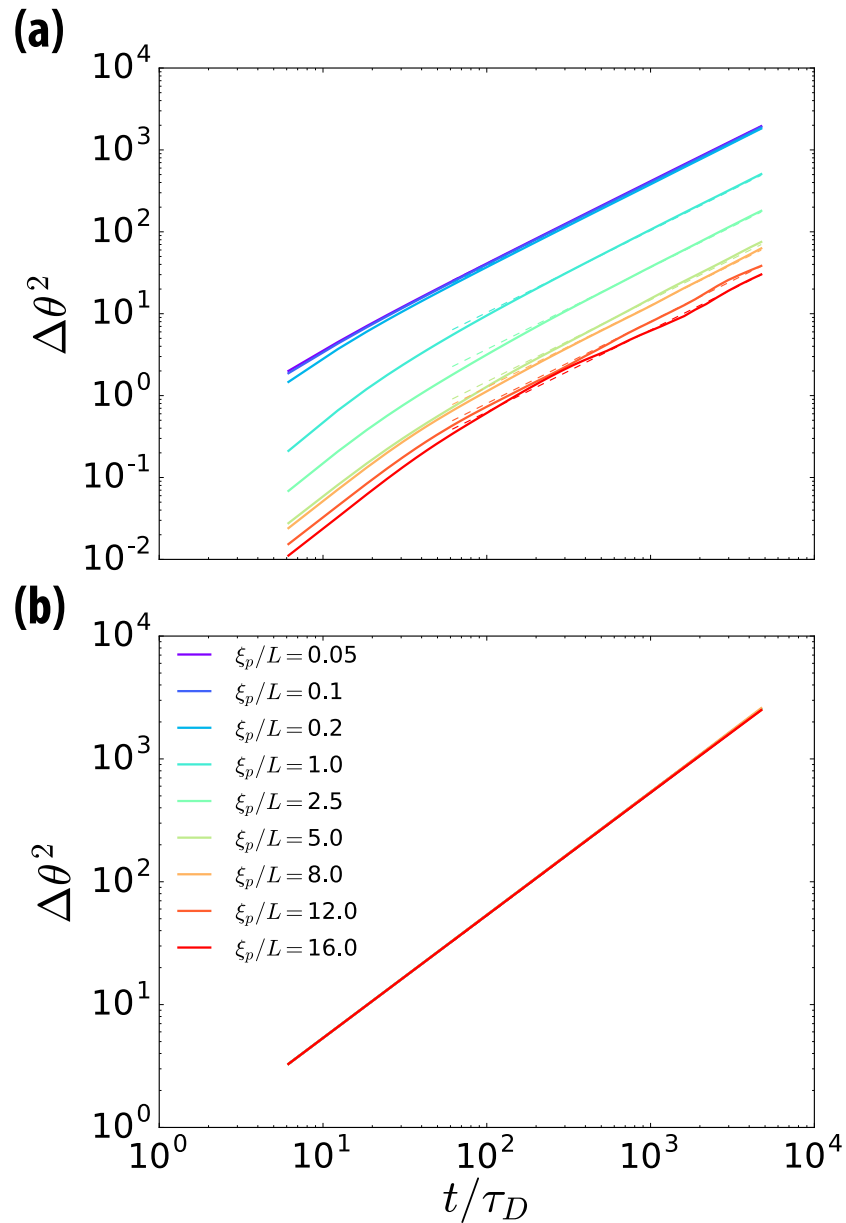 (a)
10^4
10^3
10^2
10^1
10^0
10^-1
10^-2
Δθ^2
(b)
10^4
10^3
10^2
10^1
10^0
Δθ^2
ξ_p/L = 0.05
ξ_p/L = 0.1
ξ_p/L = 0.2
ξ_p/L = 1.0
ξ_p/L = 2.5
ξ_p/L = 5.0
ξ_p/L = 8.0
ξ_p/L = 12.0
ξ_p/L = 16.0
10^0 10^1 10^2 10^3 10^4
t/τ_D